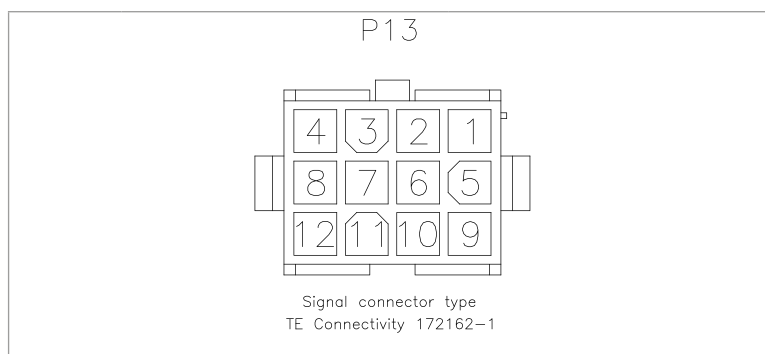 P13
4 3 2 1
8 7 6 5
12 11 10 9
Signal connector type
TE Connectivity 172162-1